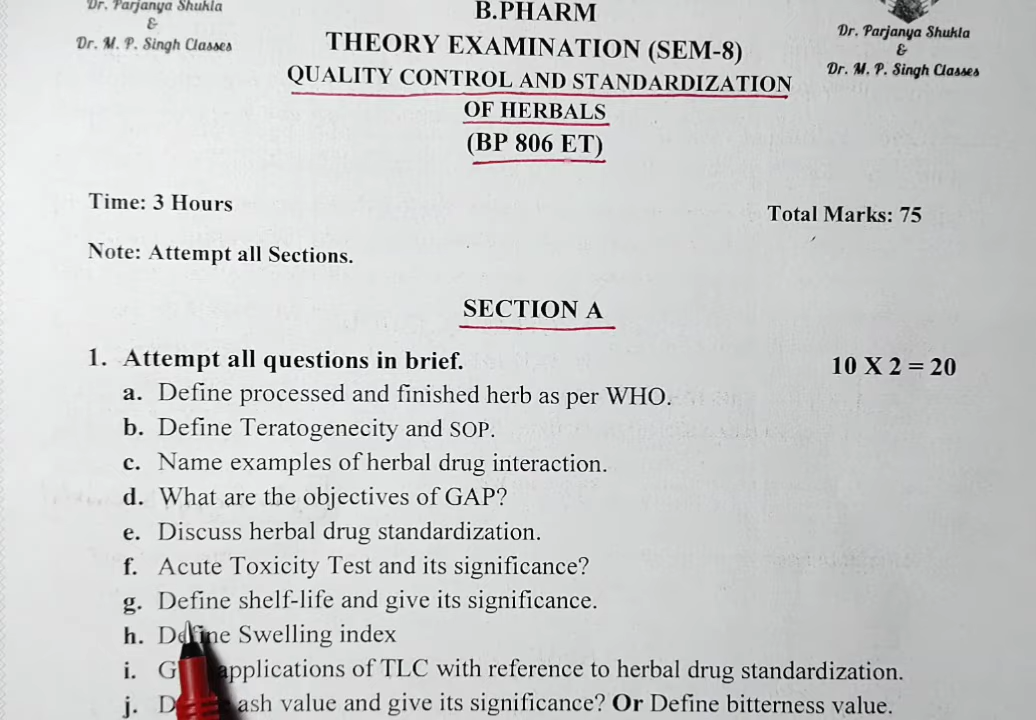 Dr. Parjanya Shukla
&
Dr. M. P. Singh Classes
B.PHARM
THEORY EXAMINATION (SEM-8)
QUALITY CONTROL AND STANDARDIZATION
OF HERBALS
(BP 806 ET)
Dr. Parjanya Shukla
&
Dr. M. P. Singh Classes
Time: 3 Hours
Total Marks: 75
Note: Attempt all Sections.
SECTION A
1. Attempt all questions in brief. 10 X 2 = 20
a. Define processed and finished herb as per WHO.
b. Define Teratogenecity and SOP.
c. Name examples of herbal drug interaction.
d. What are the objectives of GAP?
e. Discuss herbal drug standardization.
f. Acute Toxicity Test and its significance?
g. Define shelf-life and give its significance.
h. Define Swelling index
i. applications of TLC with reference to herbal drug standardization.
j. ash value and give its significance? Or Define bitterness value.